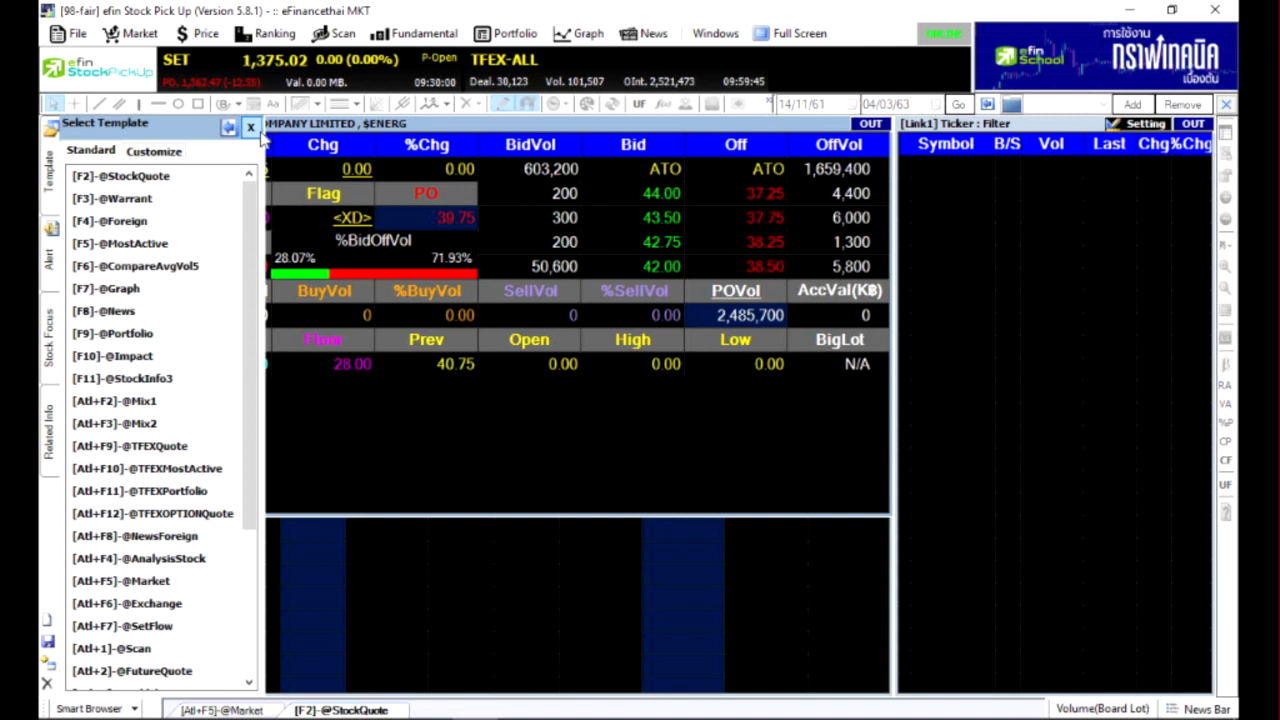 [98-fair] efin Stock Pick Up (Version 5.8.1) - :: eFinancethai MKT
File Market Price Ranking Scan Fundamental Portfolio Graph News Windows Full Screen ONLINE
efin StockPickUp
SET 1,375.02 0.00 (0.00%) P-Open TFEX-ALL
PO. 1,362.47 (-12.55) Val. 0.00 MB. 09:30:00 Deal. 30,123 Vol. 101,507 OInt. 2,521,473 09:59:45
efin School
การใช้งาน
กราฟเทคนิค
เบื้องต้น
Aa UF 14/11/61 04/03/63 Go Add Remove
Select Template x
Standard Customize
Template
Alert
Stock Focus
Related Info
[F2]-@StockQuote
[F3]-@Warrant
[F4]-@Foreign
[F5]-@MostActive
[F6]-@CompareAvgVol5
[F7]-@Graph
[F8]-@News
[F9]-@Portfolio
[F10]-@Impact
[F11]-@StockInfo3
[Atl+F2]-@Mix1
[Atl+F3]-@Mix2
[Atl+F9]-@TFEXQuote
[Atl+F10]-@TFEXMostActive
[Atl+F11]-@TFEXPortfolio
[Atl+F12]-@TFEXOPTIONQuote
[Atl+F8]-@NewsForeign
[Atl+F4]-@AnalysisStock
[Atl+F5]-@Market
[Atl+F6]-@Exchange
[Atl+F7]-@SetFlow
[Atl+1]-@Scan
[Atl+2]-@FutureQuote
MPANY LIMITED , $ENERG OUT
Chg %Chg BidVol Bid Off OffVol
0.00 0.00 603,200 ATO ATO 1,659,400
Flag PO 200 44.00 37.25 4,400
<XD> 39.75 300 43.50 37.75 6,000
%BidOffVol 200 42.75 38.25 1,300
28.07% 71.93% 50,600 42.00 38.50 5,800
BuyVol %BuyVol SellVol %SellVol POVol AccVal(K฿)
0 0.00 0 0.00 2,485,700 0
Floor Prev Open High Low BigLot
28.00 40.75 0.00 0.00 0.00 N/A
[Link1] Ticker : Filter Setting OUT
Symbol B/S Vol Last Chg %Chg
RA
VA
%P
CP
CF
UF
Smart Browser [Atl+F5]-@Market [F2]-@StockQuote Volume(Board Lot) News Bar